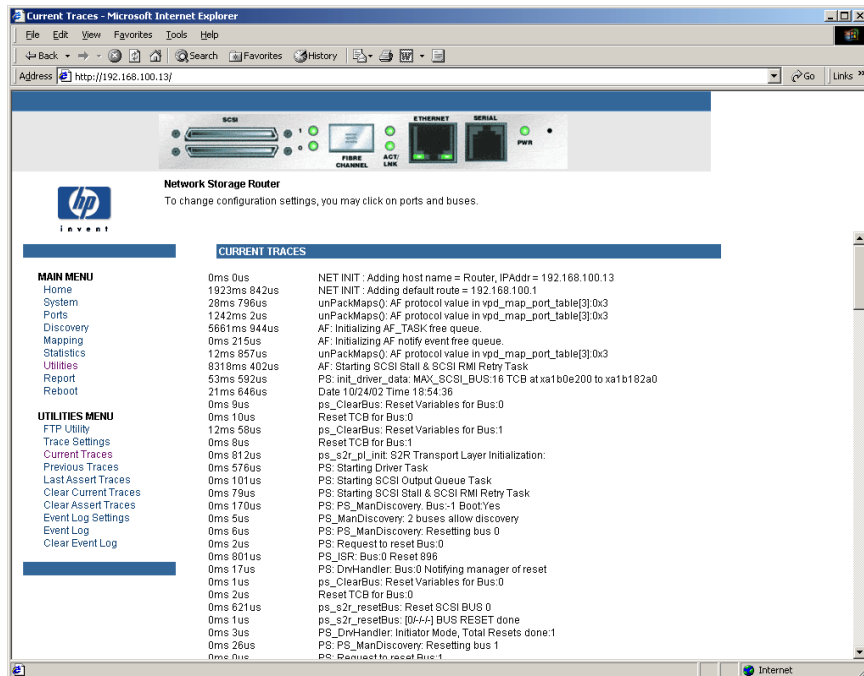 Current Traces - Microsoft Internet Explorer
File Edit View Favorites Tools Help
Back Search Favorites History
Address http://192.168.100.13/ Go Links »
SCSI 1 0 FIBRE CHANNEL ACT/ LNK ETHERNET SERIAL PWR
Network Storage Router
To change configuration settings, you may click on ports and buses.
hp
invent
CURRENT TRACES
MAIN MENU
Home
System
Ports
Discovery
Mapping
Statistics
Utilities
Report
Reboot
UTILITIES MENU
FTP Utility
Trace Settings
Current Traces
Previous Traces
Last Assert Traces
Clear Current Traces
Clear Assert Traces
Event Log Settings
Event Log
Clear Event Log
0ms 0us NET INIT : Adding host name = Router, IPAddr = 192.168.100.13
1923ms 842us NET INIT : Adding default route = 192.168.100.1
28ms 796us unPackMaps(): AF protocol value in vpd_map_port_table[3]:0x3
1242ms 2us unPackMaps(): AF protocol value in vpd_map_port_table[3]:0x3
5661ms 944us AF: Initializing AF_TASK free queue.
0ms 215us AF: Initializing AF notify event free queue.
12ms 857us unPackMaps(): AF protocol value in vpd_map_port_table[3]:0x3
8318ms 402us AF: Starting SCSI Stall & SCSI RMI Retry Task
53ms 592us PS: init_driver_data: MAX_SCSI_BUS:16 TCB at xa1b0e200 to xa1b182a0
21ms 646us Date 10/24/02 Time 18:54:36
0ms 9us ps_ClearBus: Reset Variables for Bus:0
0ms 10us Reset TCB for Bus:0
12ms 58us ps_ClearBus: Reset Variables for Bus:1
0ms 8us Reset TCB for Bus:1
0ms 812us ps_s2r_pl_init: S2R Transport Layer Initialization:
0ms 576us PS: Starting Driver Task
0ms 101us PS: Starting SCSI Output Queue Task
0ms 79us PS: Starting SCSI Stall & SCSI RMI Retry Task
0ms 170us PS: PS_ManDiscovery. Bus:-1 Boot:Yes
0ms 5us PS_ManDiscovery: 2 buses allow discovery
0ms 6us PS: PS_ManDiscovery: Resetting bus 0
0ms 2us PS: Request to reset Bus:0
0ms 801us PS_ISR: Bus:0 Reset 896
0ms 17us PS: DrvHandler: Bus:0 Notifying manager of reset
0ms 1us ps_ClearBus: Reset Variables for Bus:0
0ms 2us Reset TCB for Bus:0
0ms 621us ps_s2r_resetBus: Reset SCSI BUS 0
0ms 1us ps_s2r_resetBus: [0/-/-/-] BUS RESET done
0ms 3us PS_DrvHandler: Initiator Mode, Total Resets done:1
0ms 26us PS: PS_ManDiscovery: Resetting bus 1
0ms 0us PS: Request to reset Bus:1
Internet